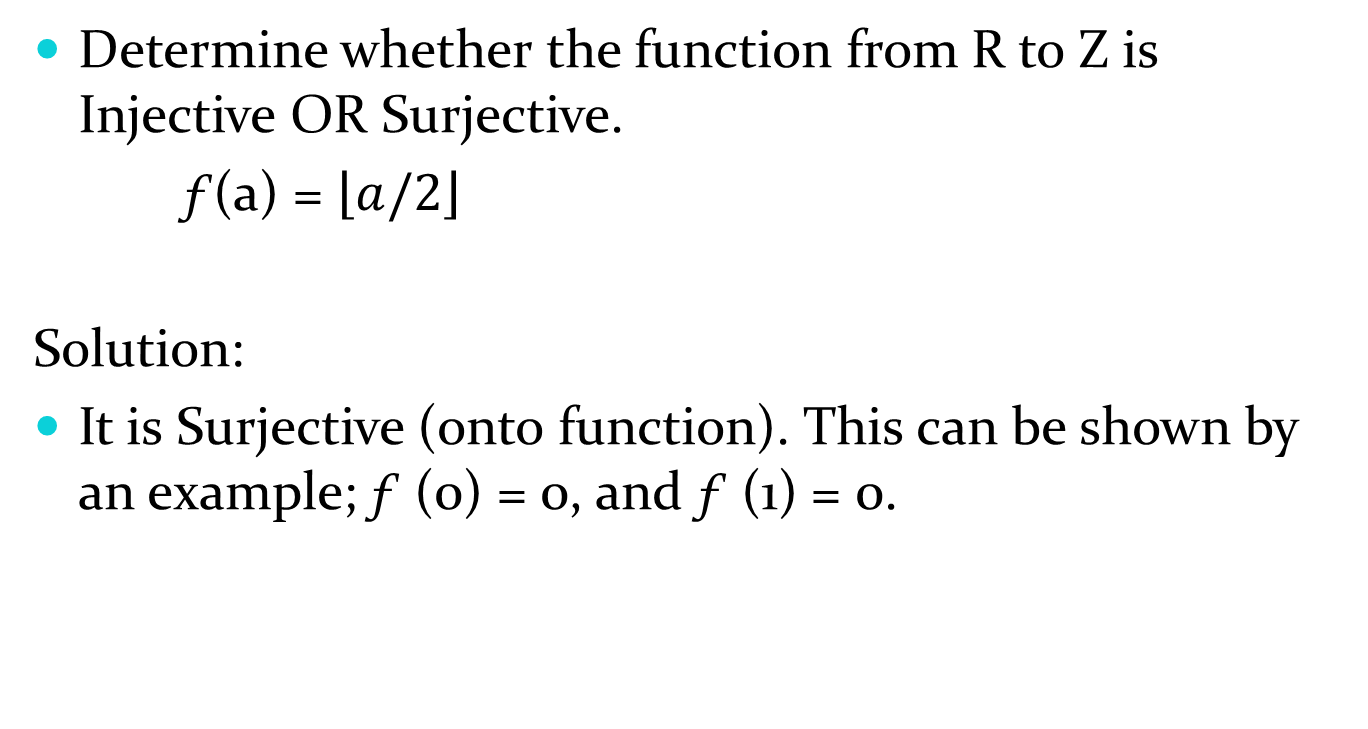 • Determine whether the function from R to Z is
Injective OR Surjective.
f(a) = ⌊a/2⌋
Solution:
• It is Surjective (onto function). This can be shown by
an example; f (0) = 0, and f (1) = 0.